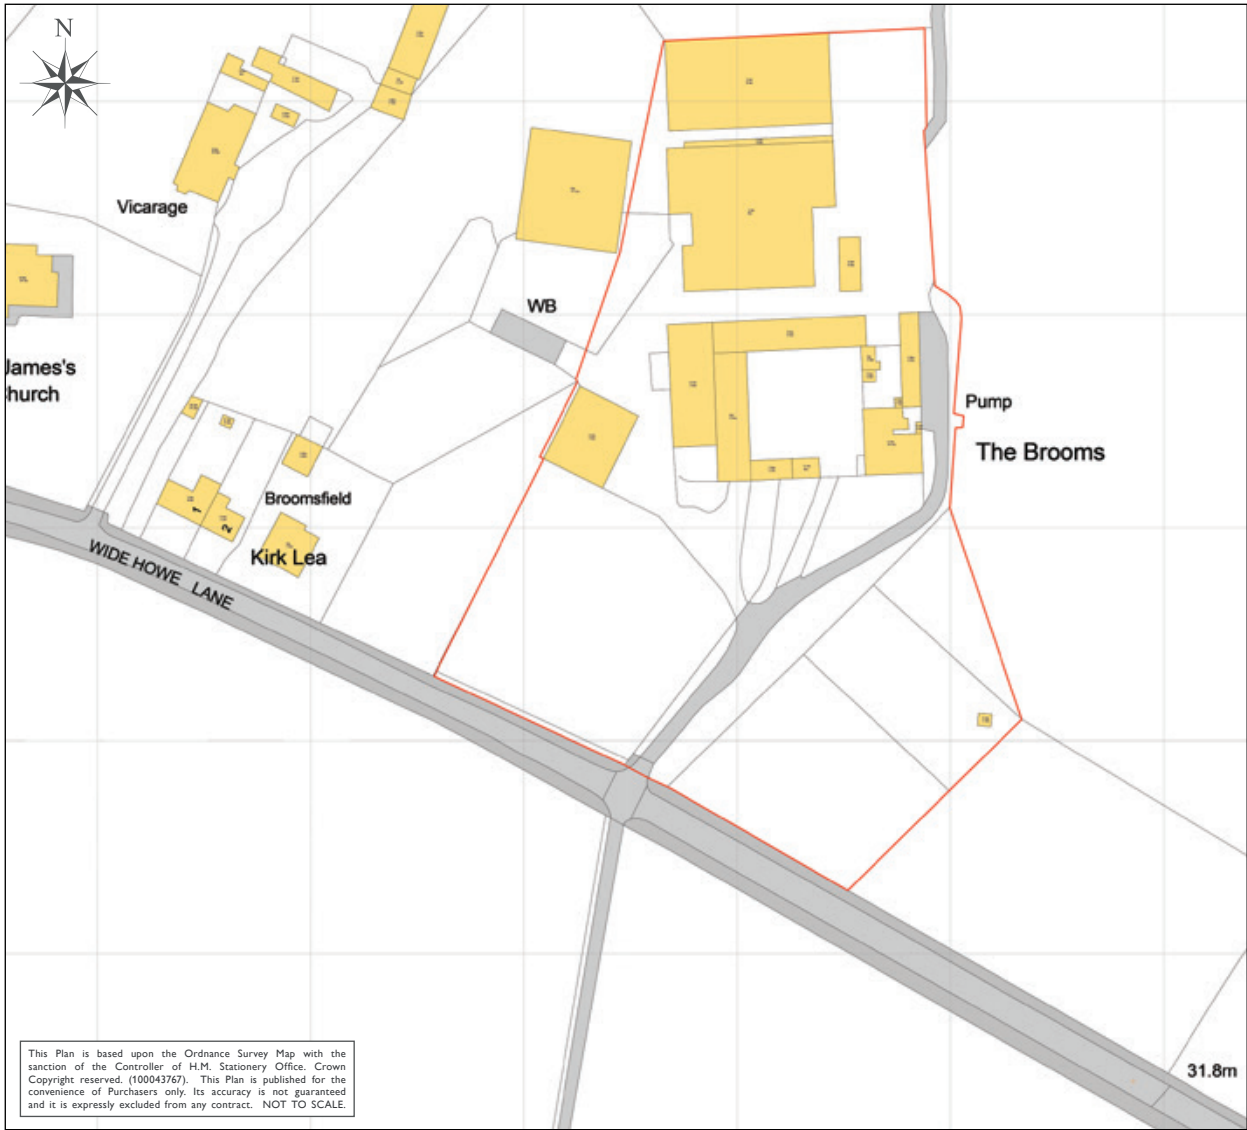 N
Vicarage
WB
James's
Church
Pump
The Brooms
Broomsfield
1
2
Kirk Lea
WIDE HOWE LANE
31.8m
This Plan is based upon the Ordnance Survey Map with the
sanction of the Controller of H.M. Stationery Office. Crown
Copyright reserved. (100043767). This Plan is published for the
convenience of Purchasers only. Its accuracy is not guaranteed
and it is expressly excluded from any contract. NOT TO SCALE.